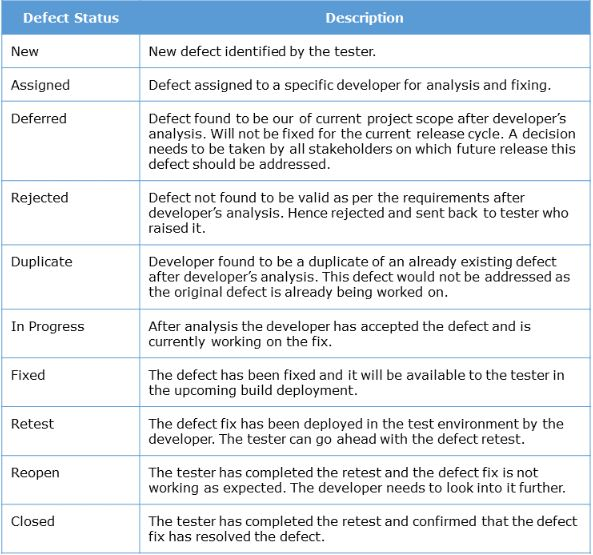 Defect Status Description
New New defect identified by the tester.
Assigned Defect assigned to a specific developer for analysis and fixing.
Deferred Defect found to be our of current project scope after developer’s
analysis. Will not be fixed for the current release cycle. A decision
needs to be taken by all stakeholders on which future release this
defect should be addressed.
Rejected Defect not found to be valid as per the requirements after
developer’s analysis. Hence rejected and sent back to tester who
raised it.
Duplicate Developer found to be a duplicate of an already existing defect
after developer’s analysis. This defect would not be addressed as
the original defect is already being worked on.
In Progress After analysis the developer has accepted the defect and is
currently working on the fix.
Fixed The defect has been fixed and it will be available to the tester in
the upcoming build deployment.
Retest The defect fix has been deployed in the test environment by the
developer. The tester can go ahead with the defect retest.
Reopen The tester has completed the retest and the defect fix is not
working as expected. The developer needs to look into it further.
Closed The tester has completed the retest and confirmed that the defect
fix has resolved the defect.